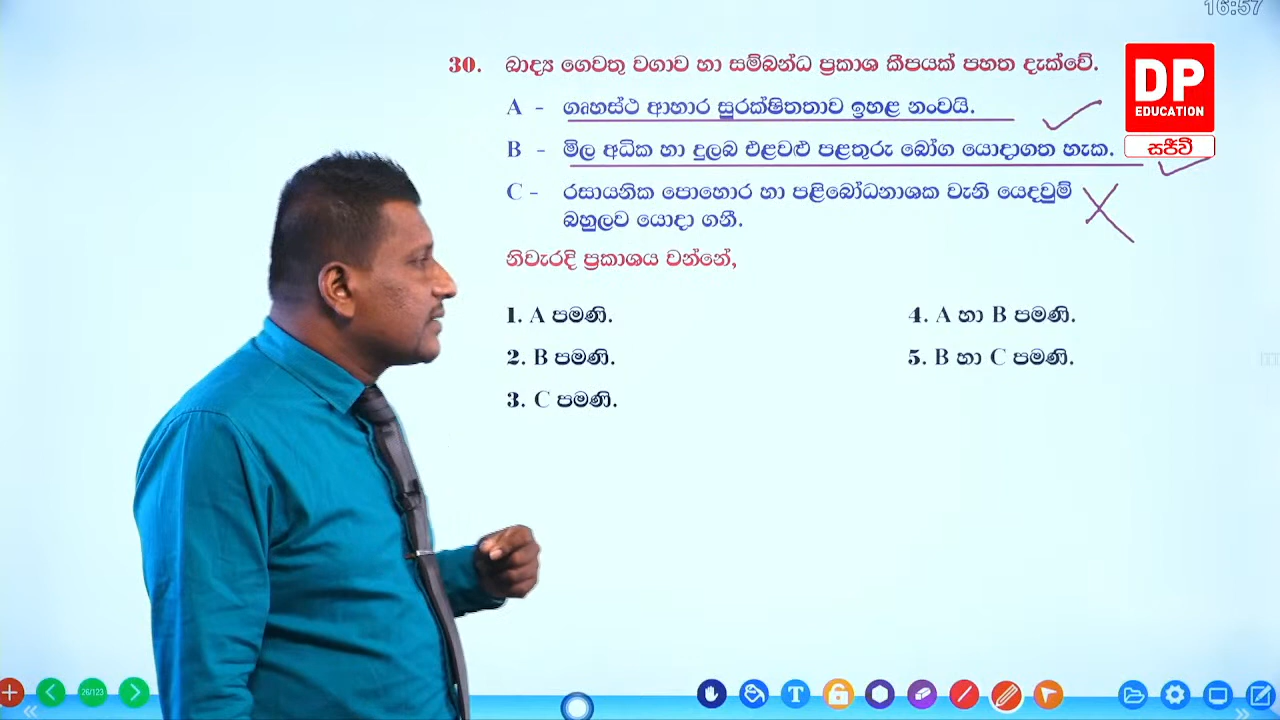 16:57
DP
EDUCATION
සජීවී
30. ඛාද්‍ය ගෙවතු වගාව හා සම්බන්ධ ප්‍රකාශ කීපයක් පහත දැක්වේ.
A - ගෘහස්ථ ආහාර සුරක්ෂිතතාව ඉහළ නංවයි.
B - මිල අධික හා දුලබ එළවළු පළතුරු බෝග යොදාගත හැක.
C - රසායනික පොහොර හා පළිබෝධනාශක වැනි යෙදවුම්
බහුලව යොදා ගනී.
නිවැරදි ප්‍රකාශය වන්නේ,
1. A පමණි.
2. B පමණි.
3. C පමණි.
4. A හා B පමණි.
5. B හා C පමණි.
26/123